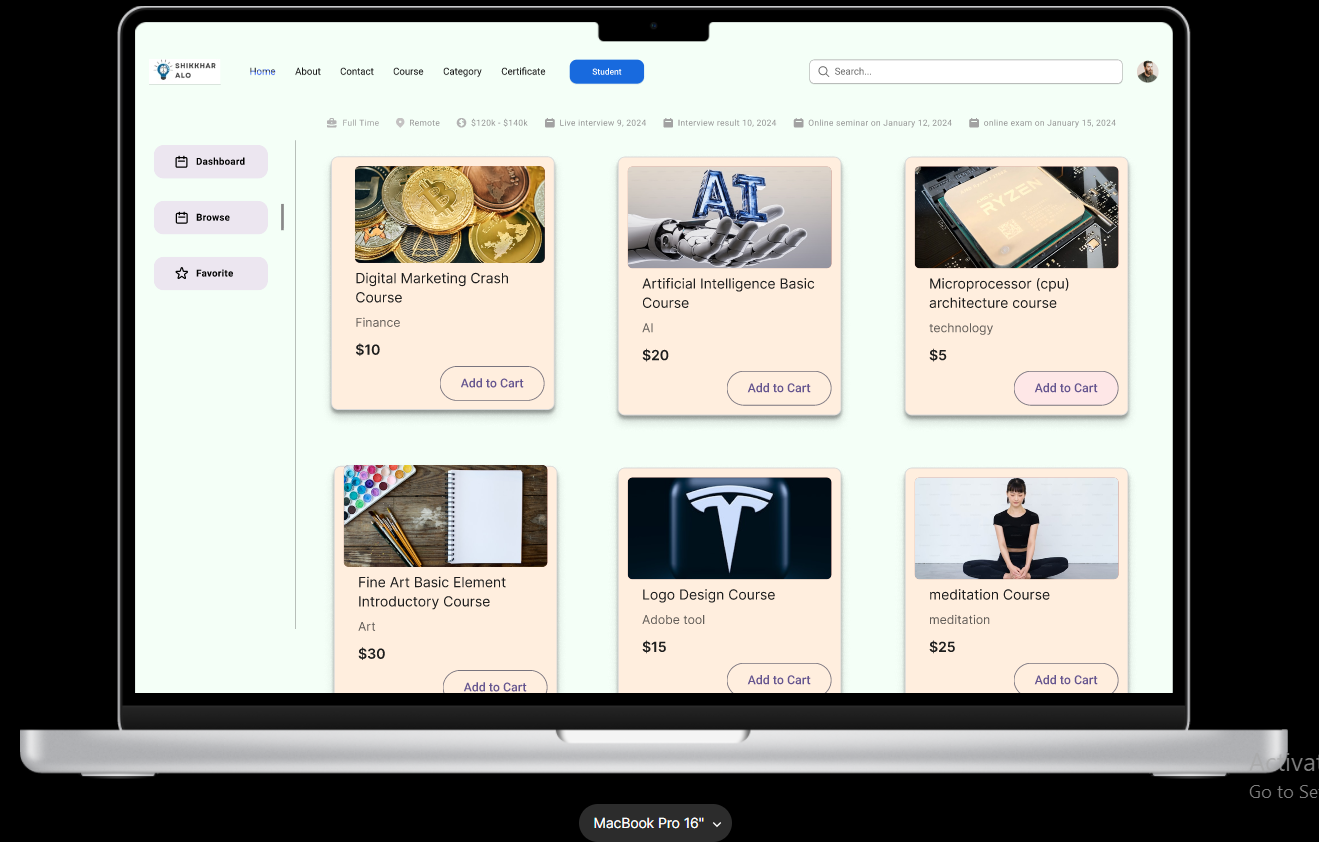 SHIKKHAR
ALO
Home About Contact Course Category Certificate Student Search...
Full Time Remote $120k - $140k Live interview 9, 2024 Interview result 10, 2024 Online seminar on January 12, 2024 online exam on January 15, 2024
Dashboard
Browse
Favorite
Digital Marketing Crash
Course
Finance
$10
Add to Cart
AI
Artificial Intelligence Basic
Course
AI
$20
Add to Cart
RYZEN
Microprocessor (cpu)
architecture course
technology
$5
Add to Cart
Fine Art Basic Element
Introductory Course
Art
$30
Add to Cart
Logo Design Course
Adobe tool
$15
Add to Cart
meditation Course
meditation
$25
Add to Cart
Activat
Go to Se
MacBook Pro 16"